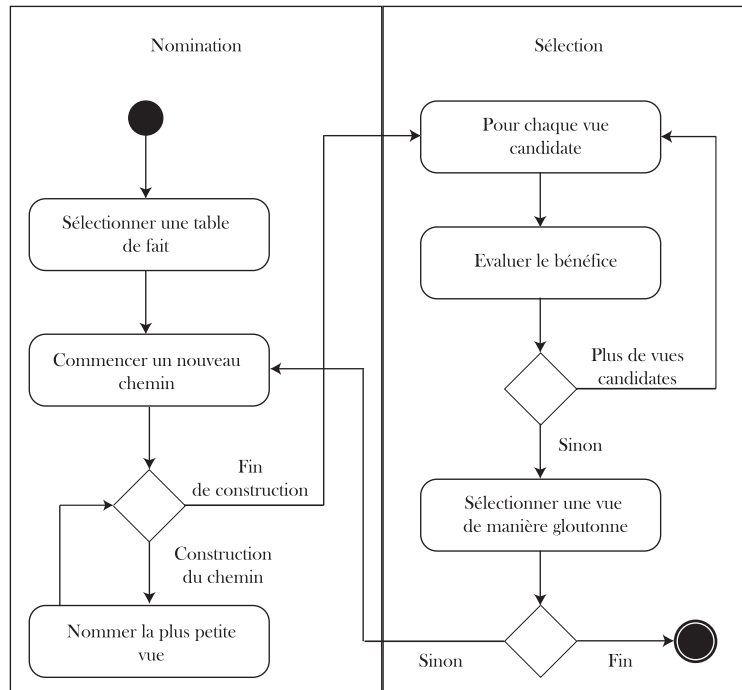 Nomination
Sélectionner une table
de fait
Commencer un nouveau
chemin
Fin
de construction
Construction
du chemin
Nommer la plus petite
vue
Sélection
Pour chaque vue
candidate
Evaluer le bénéfice
Plus de vues
candidates
Sinon
Sélectionner une vue
de manière gloutonne
Sinon
Fin